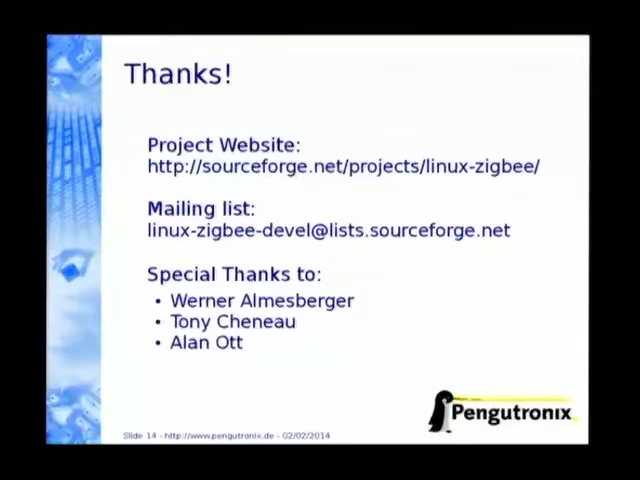 Thanks!
Project Website:
http://sourceforge.net/projects/linux-zigbee/
Mailing list:
linux-zigbee-devel@lists.sourceforge.net
Special Thanks to:
• Werner Almesberger
• Tony Cheneau
• Alan Ott
Pengutronix
Slide 14 - http://www.pengutronix.de - 02/02/2014